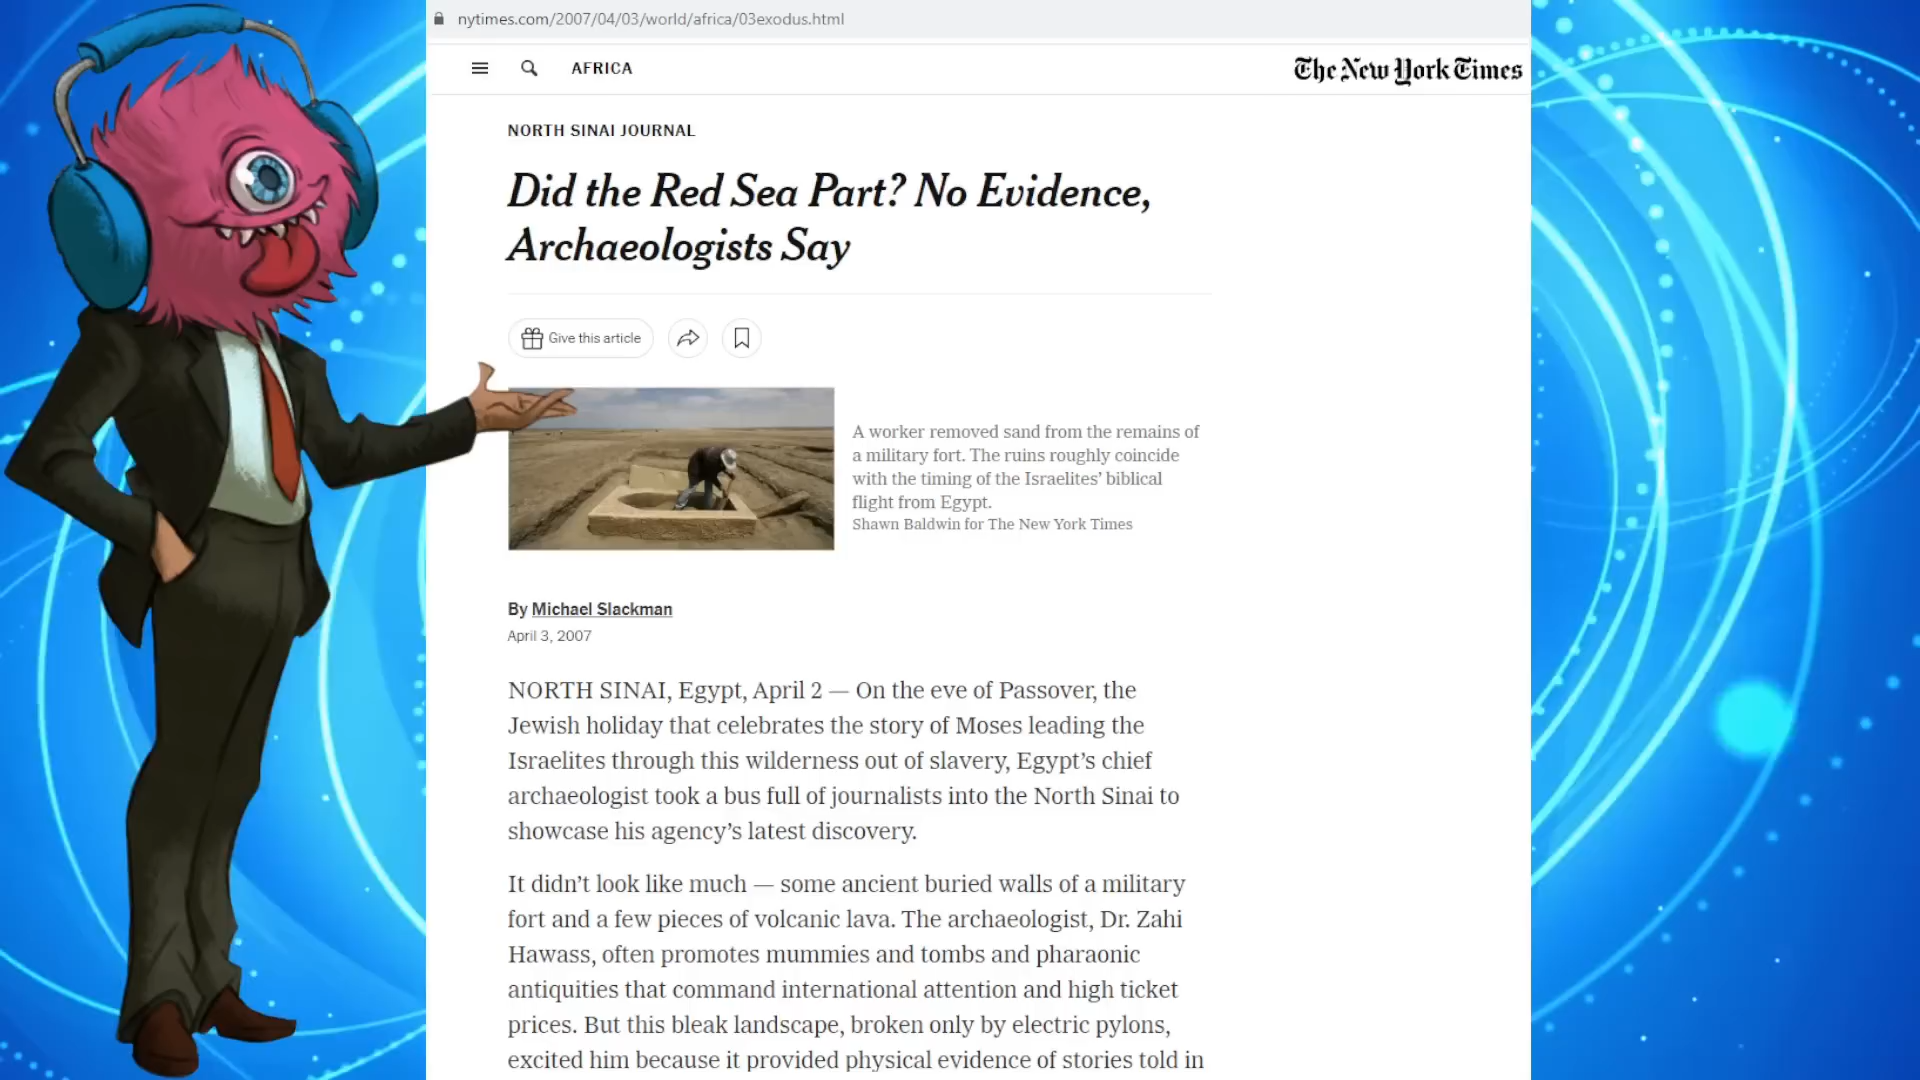 nytimes.com/2007/04/03/world/africa/03exodus.html
AFRICA
The New York Times
NORTH SINAI JOURNAL
Did the Red Sea Part? No Evidence,
Archaeologists Say
Give this article
A worker removed sand from the remains of
a military fort. The ruins roughly coincide
with the timing of the Israelites’ biblical
flight from Egypt.
Shawn Baldwin for The New York Times
By Michael Slackman
April 3, 2007
NORTH SINAI, Egypt, April 2 — On the eve of Passover, the
Jewish holiday that celebrates the story of Moses leading the
Israelites through this wilderness out of slavery, Egypt’s chief
archaeologist took a bus full of journalists into the North Sinai to
showcase his agency’s latest discovery.
It didn’t look like much — some ancient buried walls of a military
fort and a few pieces of volcanic lava. The archaeologist, Dr. Zahi
Hawass, often promotes mummies and tombs and pharaonic
antiquities that command international attention and high ticket
prices. But this bleak landscape, broken only by electric pylons,
excited him because it provided physical evidence of stories told in